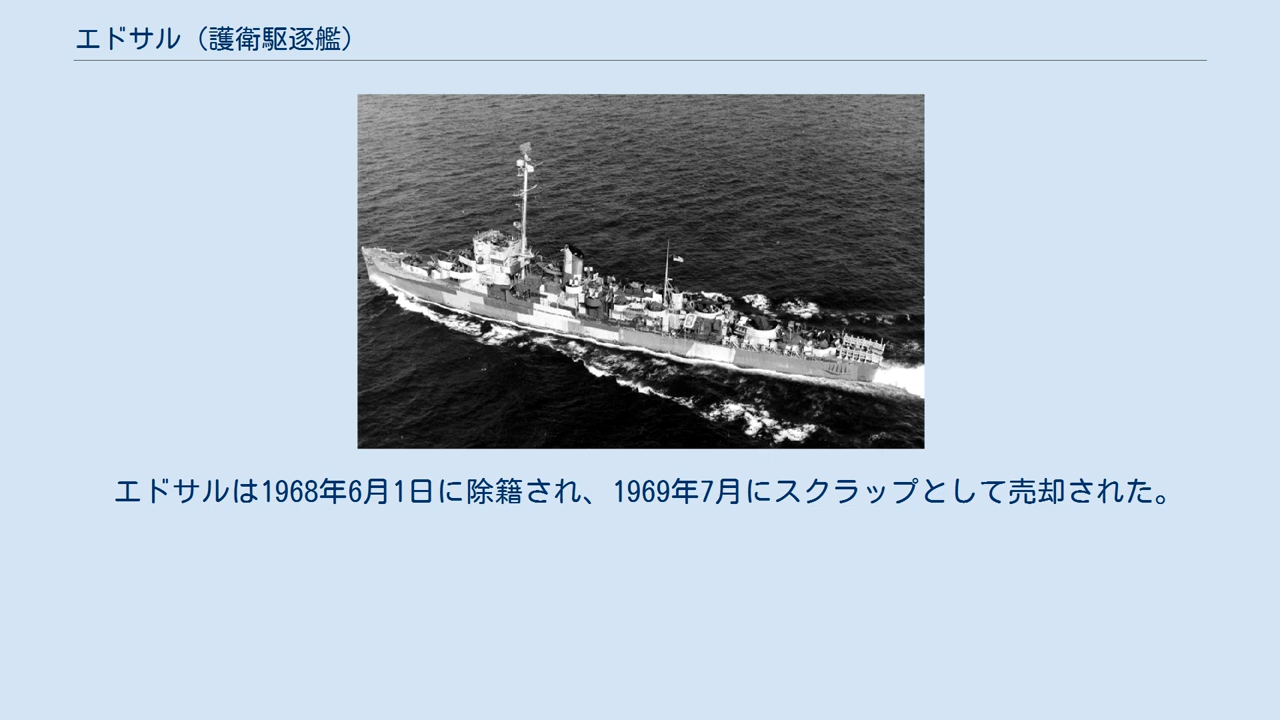 エドサル（護衛駆逐艦）
エドサルは1968年6月1日に除籍され、1969年7月にスクラップとして売却された。